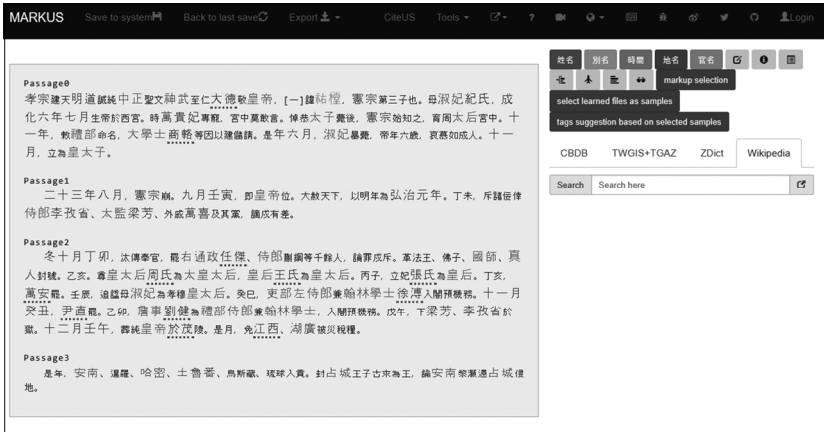 MARKUS Save to system Back to last save Export CiteUS Tools ? Login
Passage0
孝宗建天明道誠純中正聖文神武至仁大德敬皇帝，[一]諱祐樘，憲宗第三子也。母淑妃紀氏，成
化六年七月生帝於西宮。時萬貴妃專寵，宮中莫敢言。悼恭太子薨後，憲宗始知之，育周太后宮中。十
一年，敕禮部命名，大學士商輅等因以建儲請。是年六月，淑妃暴薨，帝年六歲，哀慕如成人。十一
月，立為皇太子。
Passage1
二十三年八月，憲宗崩。九月壬寅，即皇帝位。大赦天下，以明年為弘治元年。丁未，斥諸佞倖
侍郎李孜省、太監梁芳、外戚萬喜及其黨，謫戍有差。
Passage2
冬十月丁卯，汰傳奉官，罷右通政任傑、侍郎蒯鋼等千餘人，論罪戍斥。革法王、佛子、國師、真
人封號。乙亥。尊皇太后周氏為太皇太后，皇后王氏為皇太后。丙子，立妃張氏為皇后。丁亥，
萬安罷。壬辰，追諡母淑妃為孝穆皇太后。癸巳，吏部左侍郎兼翰林學士徐溥入閣預機務。十一月
癸丑，尹直罷。乙卯，詹事劉健為禮部侍郎兼翰林學士，入閣預機務。戊午，下梁芳、李孜省於
獄。十二月壬午，葬純皇帝於茂陵。是月，免江西、湖廣被災稅糧。
Passage3
是年，安南、暹羅、哈密、土魯番、烏斯藏、琉球入貢。封占城王子古來為王，諭安南黎灝還占城侵
地。
姓名 別名 時間 地名 官名
markup selection
select learned files as samples
tags suggestion based on selected samples
CBDB TWGIS+TGAZ ZDict Wikipedia
Search Search here